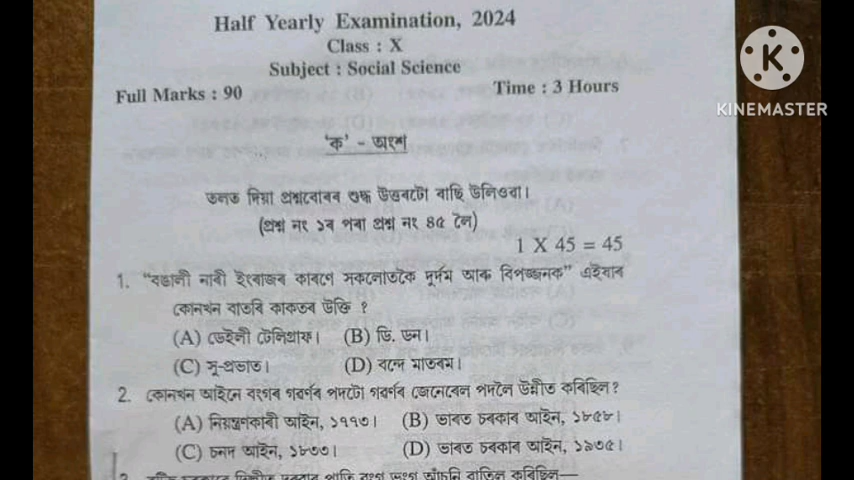 Half Yearly Examination, 2024
Class : X
Subject : Social Science
Full Marks : 90 Time : 3 Hours
KINEMASTER
'ক' - অংশ
তলত দিয়া প্ৰশ্নবোৰৰ শুদ্ধ উত্তৰটো বাছি উলিওৱা।
(প্ৰশ্ন নং ১ৰ পৰা প্ৰশ্ন নং ৪৫ লৈ)
1 X 45 = 45
1. "বঙালী নাৰী ইংৰাজৰ কাৰণে সকলোতকৈ দুৰ্দম আৰু বিপজ্জনক" এইষাৰ
কোনখন বাতৰি কাকতৰ উক্তি ?
(A) ডেইলী টেলিগ্ৰাফ। (B) ডি. ডন।
(C) সু-প্ৰভাত। (D) বন্দে মাতৰম।
2. কোনখন আইনে বংগৰ গৱৰ্ণৰ পদটো গৱৰ্ণৰ জেনেৰেল পদলৈ উন্নীত কৰিছিল?
(A) নিয়ন্ত্ৰণকাৰী আইন, ১৭৭৩। (B) ভাৰত চৰকাৰ আইন, ১৮৫৮।
(C) চনদ আইন, ১৮৩৩। (D) ভাৰত চৰকাৰ আইন, ১৯৩৫।
বংগ ভংগ আঁচনি বাতিল কৰিছিল—